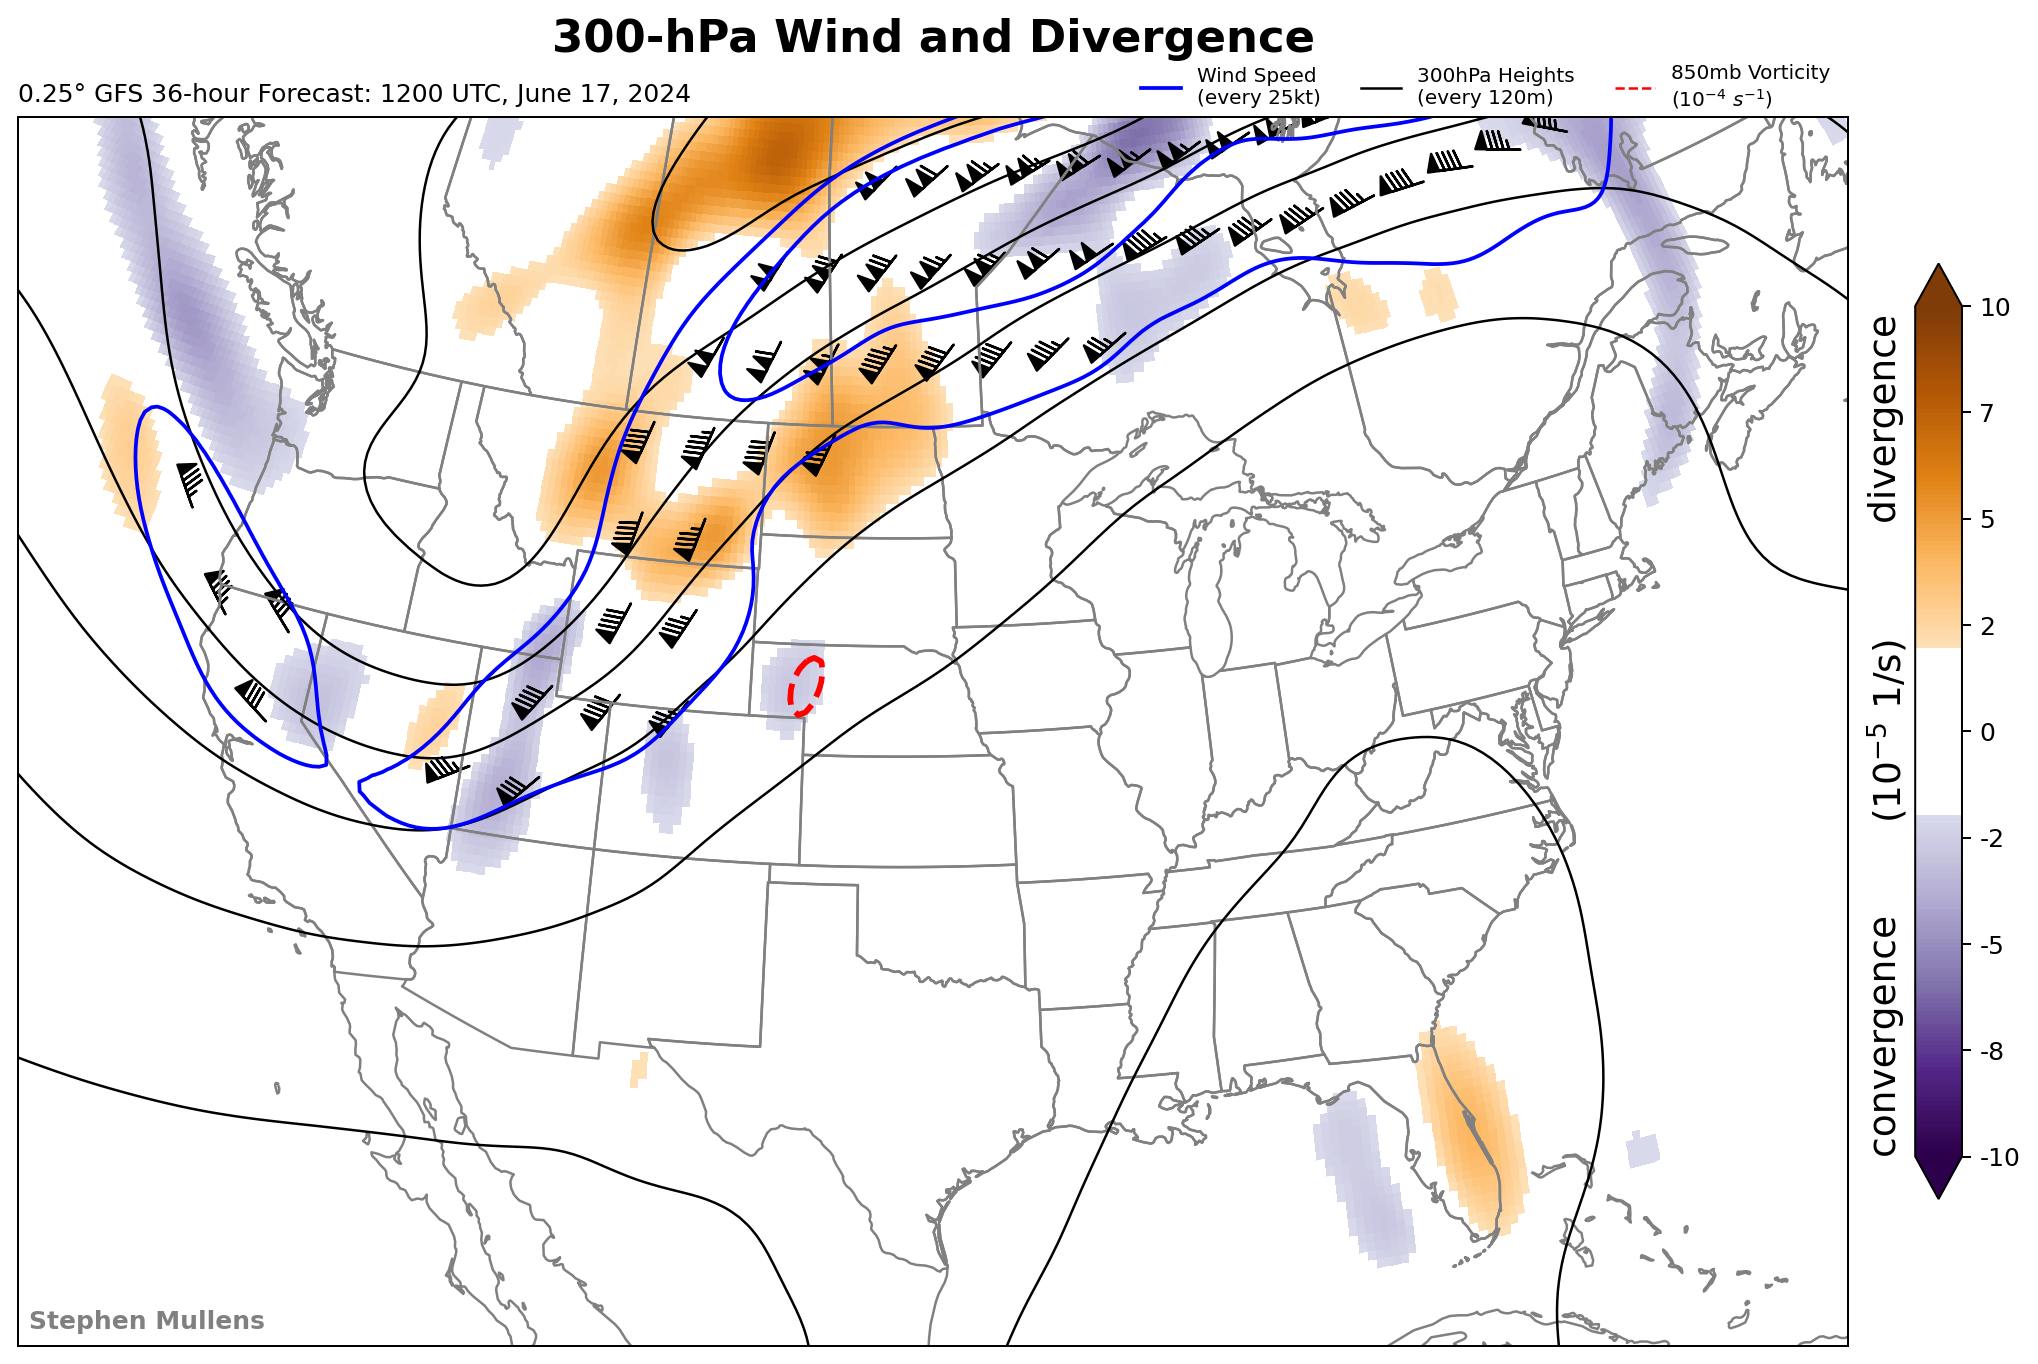 300-hPa Wind and Divergence
0.25° GFS 36-hour Forecast: 1200 UTC, June 17, 2024
Wind Speed
(every 25kt)
300hPa Heights
(every 120m)
850mb Vorticity
(10⁻⁴ s⁻¹)
10
7
5
2
0
-2
-5
-8
-10
divergence
(10⁻⁵ 1/s)
convergence
Stephen Mullens